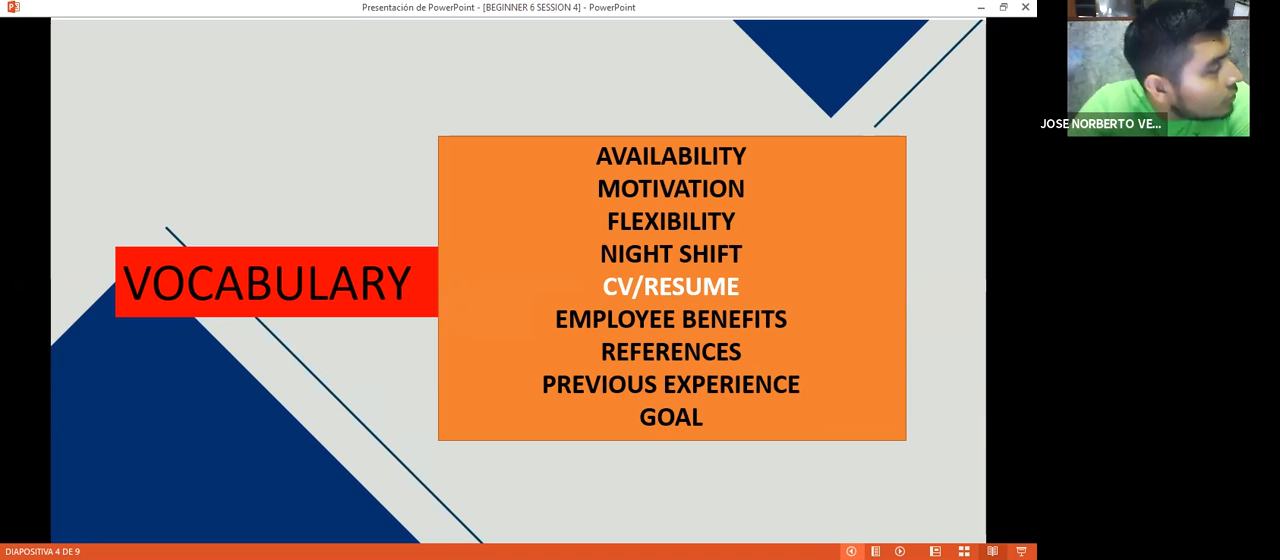 Presentación de PowerPoint - [BEGINNER 6 SESSION 4] - PowerPoint
JOSE NORBERTO VE...
VOCABULARY
AVAILABILITY
MOTIVATION
FLEXIBILITY
NIGHT SHIFT
CV/RESUME
EMPLOYEE BENEFITS
REFERENCES
PREVIOUS EXPERIENCE
GOAL
DIAPOSITIVA 4 DE 9